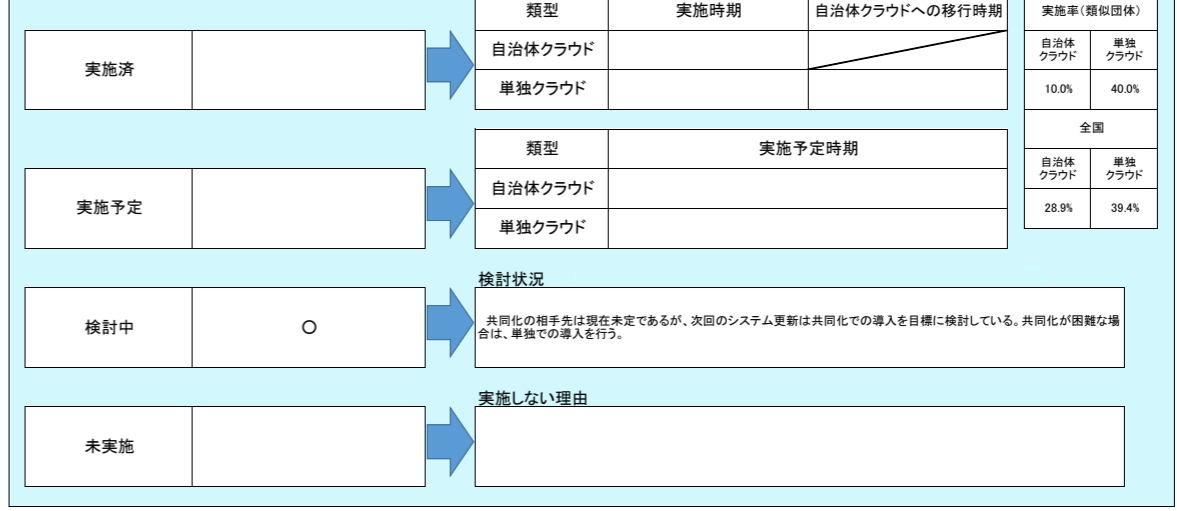 類型 実施時期 自治体クラウドへの移行時期
実施済
自治体クラウド
単独クラウド
実施率(類似団体)
自治体 単独
クラウド クラウド
10.0% 40.0%
全国
自治体 単独
クラウド クラウド
28.9% 39.4%
類型 実施予定時期
実施予定
自治体クラウド
単独クラウド
検討状況
検討中 ○
共同化の相手先は現在未定であるが、次回のシステム更新は共同化での導入を目標に検討している。共同化が困難な場
合は、単独での導入を行う。
実施しない理由
未実施